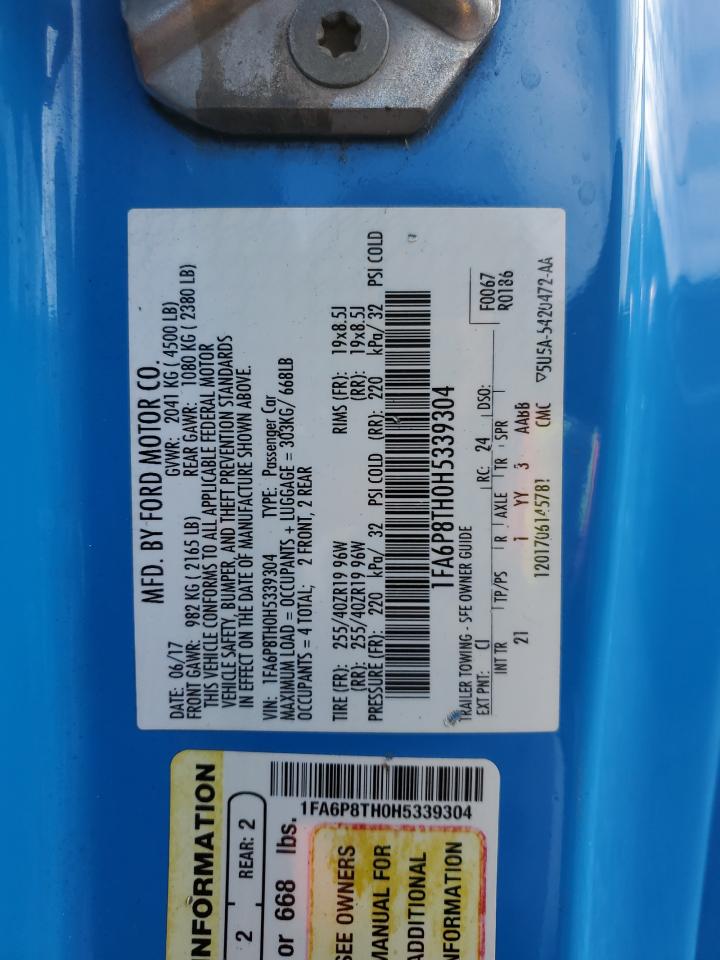 MFD. BY FORD MOTOR CO.
DATE: 06/17 GVWR: 2041 KG ( 4500 LB)
FRONT GAWR: 982 KG ( 2165 LB) REAR GAWR: 1080 KG ( 2380 LB)
THIS VEHICLE CONFORMS TO ALL APPLICABLE FEDERAL MOTOR
VEHICLE SAFETY, BUMPER, AND THEFT PREVENTION STANDARDS
IN EFFECT ON THE DATE OF MANUFACTURE SHOWN ABOVE.
VIN: 1FA6P8TH0H5339304 TYPE: Passenger Car
MAXIMUM LOAD = OCCUPANTS + LUGGAGE = 303KG/ 668LB
OCCUPANTS = 4 TOTAL; 2 FRONT, 2 REAR
TIRE (FR): 255/40ZR19 96W RIMS (FR): 19x8.5J
(RR): 255/40ZR19 96W (RR): 19x8.5J
PRESSURE (FR): 220 kPa/ 32 PSI COLD (RR): 220 kPa/ 32 PSI COLD
1FA6P8TH0H5339304
TRAILER TOWING - SEE OWNER GUIDE
F0067
EXT PNT: CI RC: 24 DSO: R0186
INT TR TP/PS R AXLE TR SPR
21 1 YY 3 AABB
1201706145781 CMC ▽5U5A-5420472-AA
INFORMATION
2 REAR: 2
or 668 lbs.
1FA6P8TH0H5339304
SEE OWNERS
MANUAL FOR
ADDITIONAL
INFORMATION